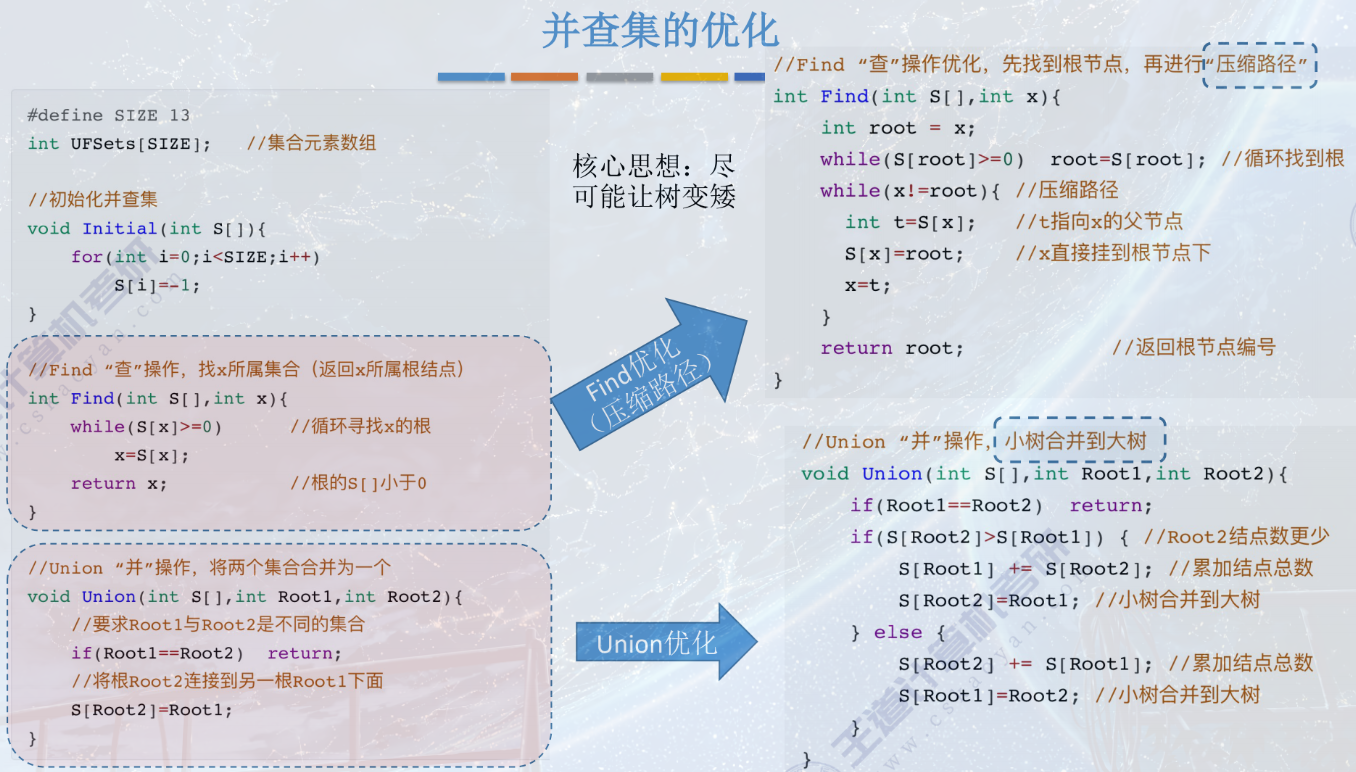 并查集的优化
#define SIZE 13
int UFSets[SIZE];   //集合元素数组
//初始化并查集
void Initial(int S[]){
    for(int i=0;i<SIZE;i++)
        S[i]=-1;
}
//Find “查”操作，找x所属集合（返回x所属根结点）
int Find(int S[],int x){
    while(S[x]>=0)      //循环寻找x的根
        x=S[x];
    return x;           //根的S[]小于0
}
//Union “并”操作，将两个集合合并为一个
void Union(int S[],int Root1,int Root2){
    //要求Root1与Root2是不同的集合
    if(Root1==Root2)  return;
    //将根Root2连接到另一根Root1下面
    S[Root2]=Root1;
}
核心思想：尽
可能让树变矮
Find优化
（压缩路径）
Union优化
//Find “查”操作优化，先找到根节点，再进行“压缩路径”
int Find(int S[],int x){
    int root = x;
    while(S[root]>=0)  root=S[root]; //循环找到根
    while(x!=root){ //压缩路径
      int t=S[x];   //t指向x的父节点
      S[x]=root;    //x直接挂到根节点下
      x=t;
    }
    return root;            //返回根节点编号
}
//Union “并”操作，小树合并到大树
void Union(int S[],int Root1,int Root2){
    if(Root1==Root2)  return;
    if(S[Root2]>S[Root1]) { //Root2结点数更少
        S[Root1] += S[Root2]; //累加结点总数
        S[Root2]=Root1; //小树合并到大树
    } else {
        S[Root2] += S[Root1]; //累加结点总数
        S[Root1]=Root2; //小树合并到大树
    }
}